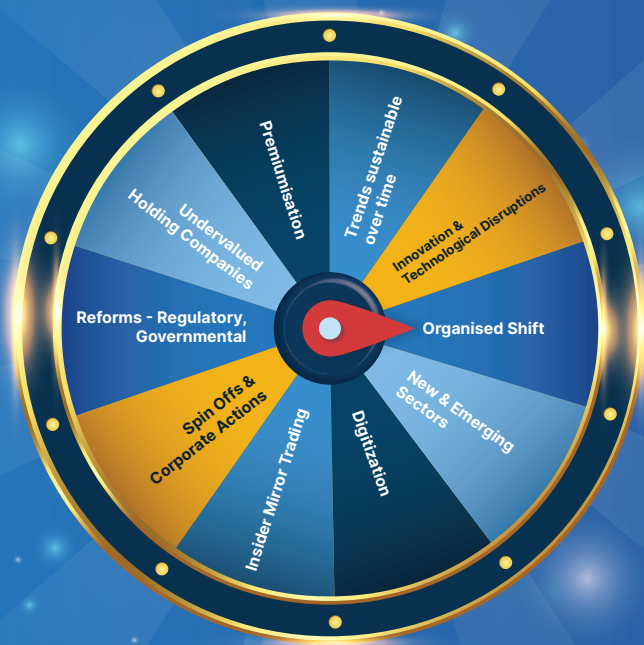 Premiumisation
Trends sustainable
over time
Innovation &
Technological Disruptions
Organised Shift
New & Emerging
Sectors
Digitization
Insider Mirror Trading
Spin Offs &
Corporate Actions
Reforms - Regulatory,
Governmental
Undervalued
Holding Companies